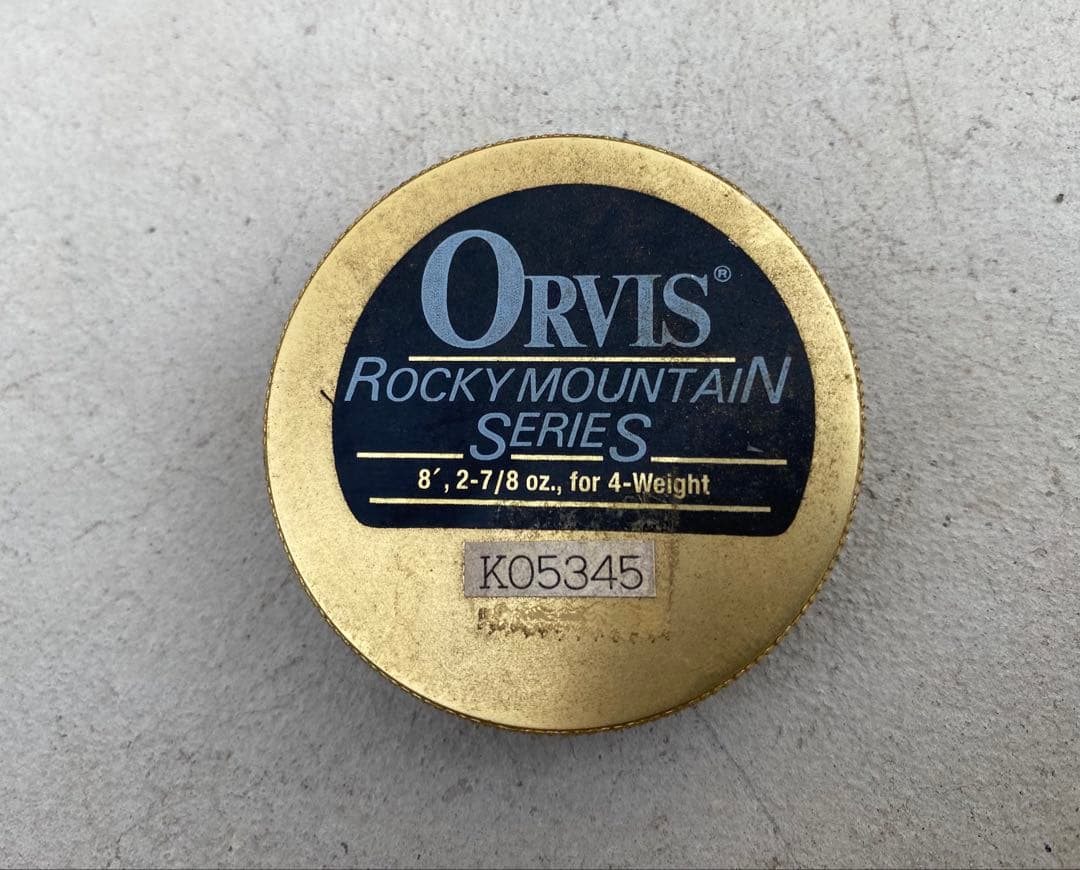 ORVIS®
ROCKY MOUNTAIN
SERIES
8´, 2-7/8 oz., for 4-Weight
K05345